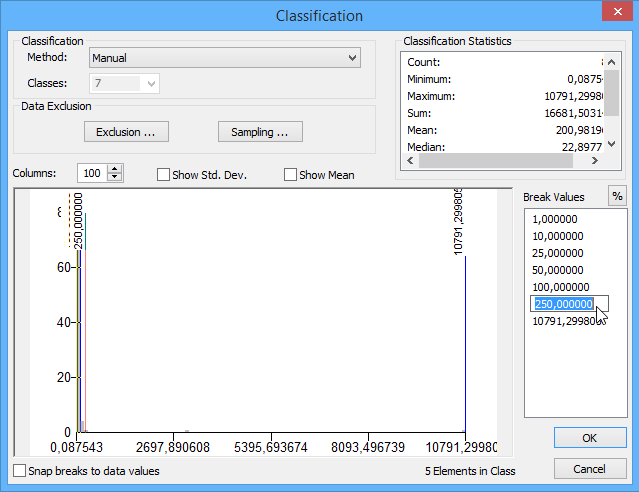 Classification
Classification
Method: Manual
Classes: 7
Data Exclusion
Exclusion ... Sampling ...
Classification Statistics
Count:
Minimum: 0,0875
Maximum: 10791,29980
Sum: 16681,50314
Mean: 200,98196
Median: 22,8977
Columns: 100 Show Std. Dev. Show Mean
Break Values %
1,000000
10,000000
25,000000
50,000000
100,000000
250,000000
10791,29980
250,000000
10791,299805
8
60
40
20
0
0,087543 2697,890608 5395,693674 8093,496739 10791,29980
Snap breaks to data values 5 Elements in Class
OK
Cancel